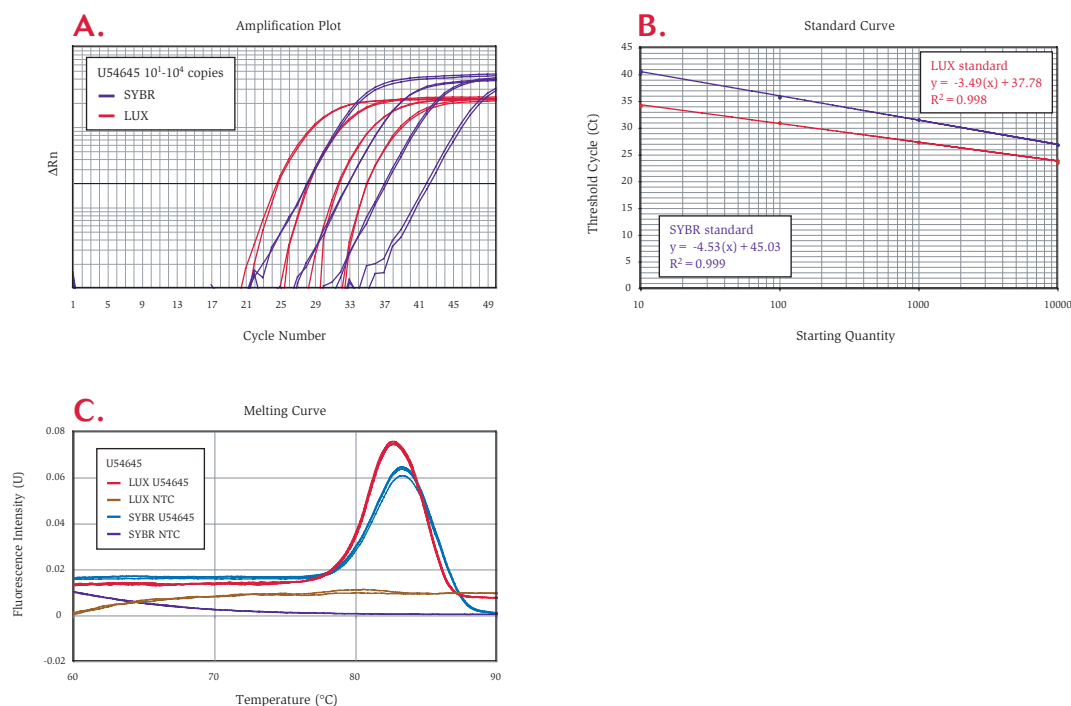 A.
Amplification Plot
U54645 10¹-10⁴ copies
SYBR
LUX
ΔRn
1 5 9 13 17 21 25 29 33 37 41 45 49
Cycle Number
B.
Standard Curve
45
40
35
30
25
20
15
10
5
0
LUX standard
y = -3.49(x) + 37.78
R² = 0.998
SYBR standard
y = -4.53(x) + 45.03
R² = 0.999
Threshold Cycle (Ct)
10 100 1000 10000
Starting Quantity
C.
Melting Curve
0.08
0.06
0.04
0.02
0
-0.02
U54645
LUX U54645
LUX NTC
SYBR U54645
SYBR NTC
Fluorescence Intensity (U)
60 70 80 90
Temperature (°C)